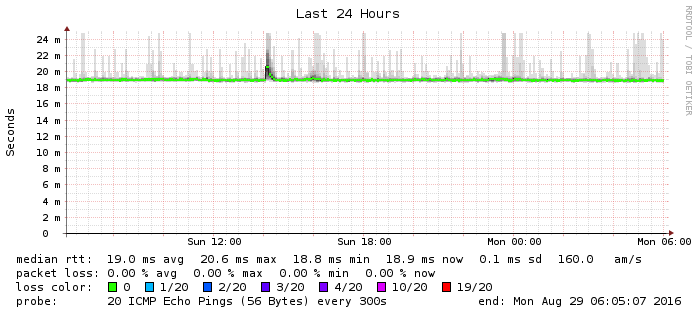 Last 24 Hours
RRDTOOL / TOBI OETIKER
Seconds
24 m
22 m
20 m
18 m
16 m
14 m
12 m
10 m
8 m
6 m
4 m
2 m
0
Sun 12:00 Sun 18:00 Mon 00:00 Mon 06:00
median rtt: 19.0 ms avg 20.6 ms max 18.8 ms min 18.9 ms now 0.1 ms sd 160.0 am/s
packet loss: 0.00 % avg 0.00 % max 0.00 % min 0.00 % now
loss color: 0 1/20 2/20 3/20 4/20 10/20 19/20
probe: 20 ICMP Echo Pings (56 Bytes) every 300s end: Mon Aug 29 06:05:07 2016